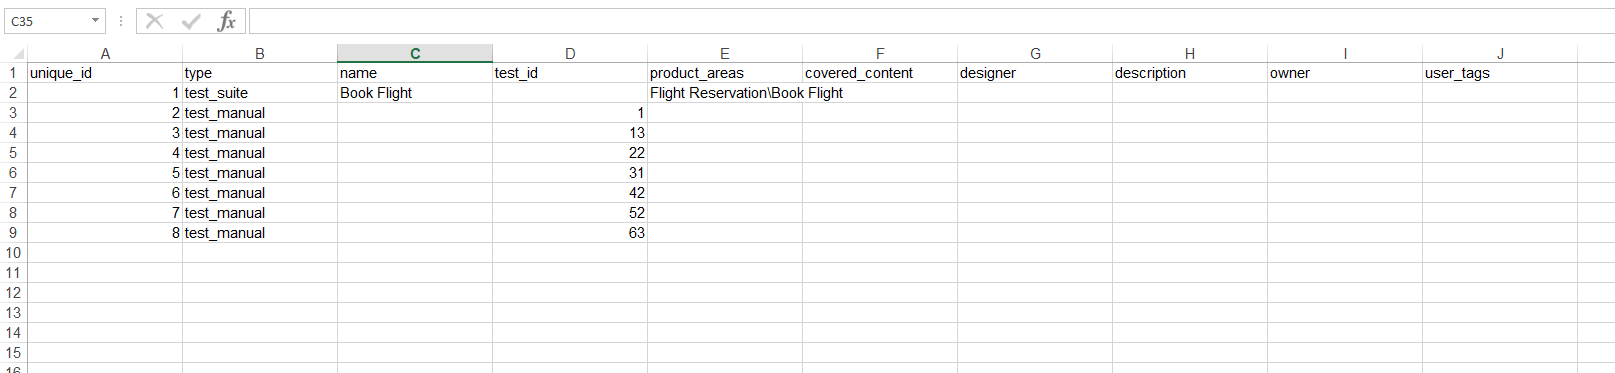 C35 fx
A B C D E F G H I J
1 unique_id type name test_id product_areas covered_content designer description owner user_tags
2 1 test_suite Book Flight Flight Reservation\Book Flight
3 2 test_manual 1
4 3 test_manual 13
5 4 test_manual 22
6 5 test_manual 31
7 6 test_manual 42
8 7 test_manual 52
9 8 test_manual 63
10
11
12
13
14
15
16